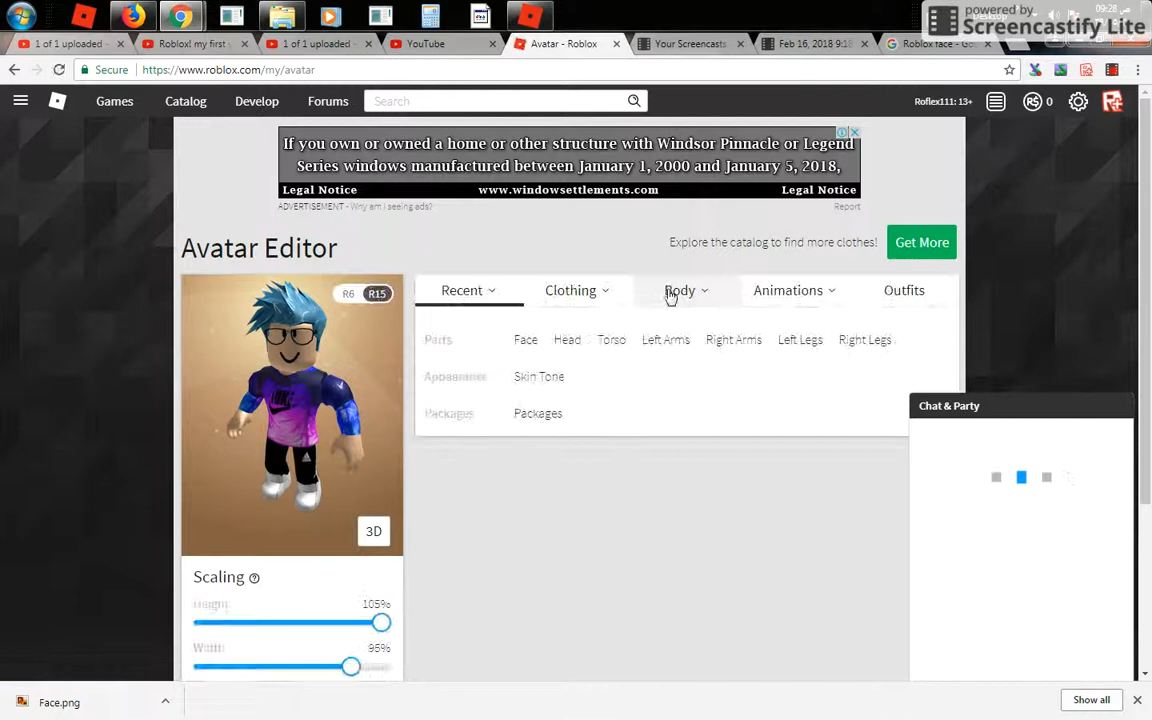 09:28
powered by
Screencastify Lite
1 of 1 uploaded
Roblox! my first
1 of 1 uploaded
YouTube
Avatar - Roblox
Your Screencasts
Feb 16, 2018 9:18
Roblox face - Go
Secure
https://www.roblox.com/my/avatar
Games
Catalog
Develop
Forums
Search
Roflex111: 13+
R$ 0
If you own or owned a home or other structure with Windsor Pinnacle or Legend
Series windows manufactured between January 1, 2000 and January 5, 2018,
Legal Notice www.windowsettlements.com Legal Notice
ADVERTISEMENT - Why am I seeing ads? Report
Avatar Editor
Explore the catalog to find more clothes!
Get More
R6 R15
Recent
Clothing
Body
Animations
Outfits
Parts Face Head Torso Left Arms Right Arms Left Legs Right Legs
Appearance Skin Tone
Packages Packages
Chat & Party
3D
Scaling
Height 105%
Width 95%
Face.png
Show all